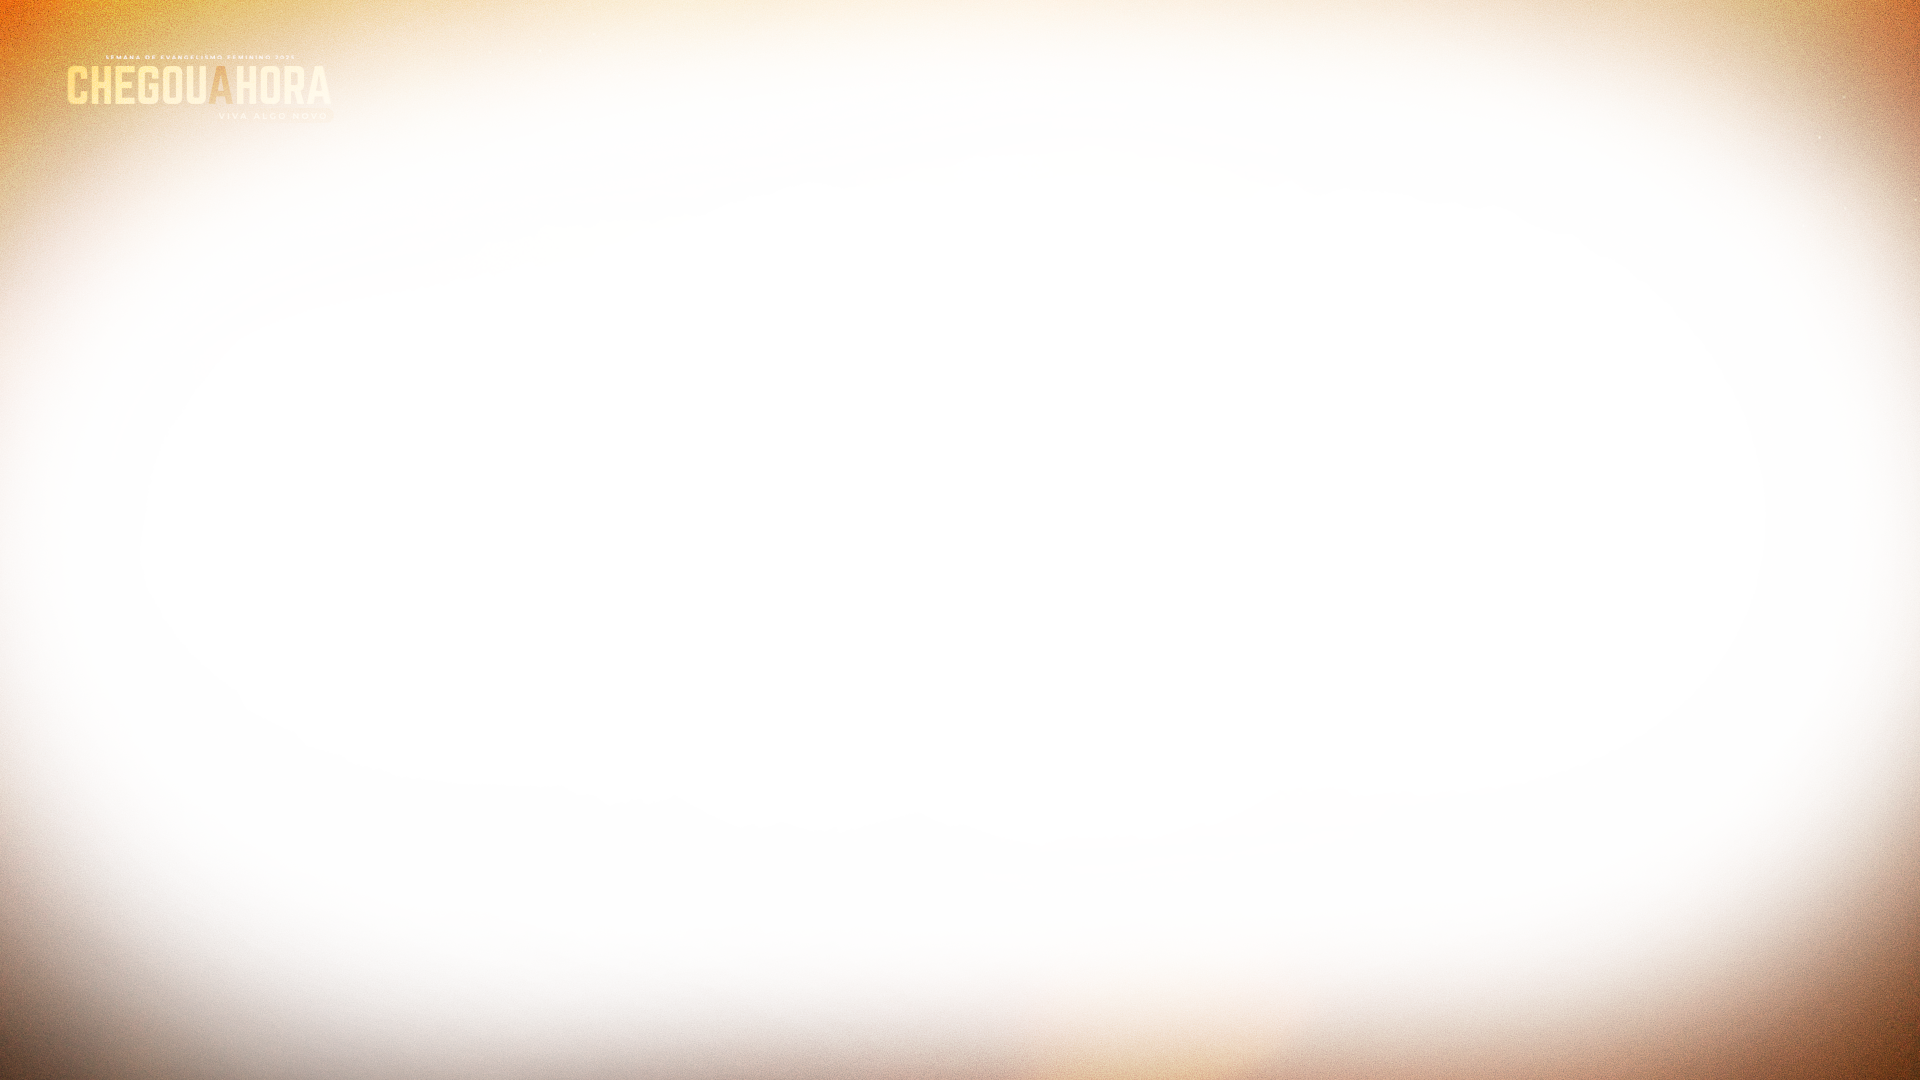 SEMANA DE EVANGELISMO FEMININO 2025
CHEGOUAHORA
VIVA ALGO NOVO